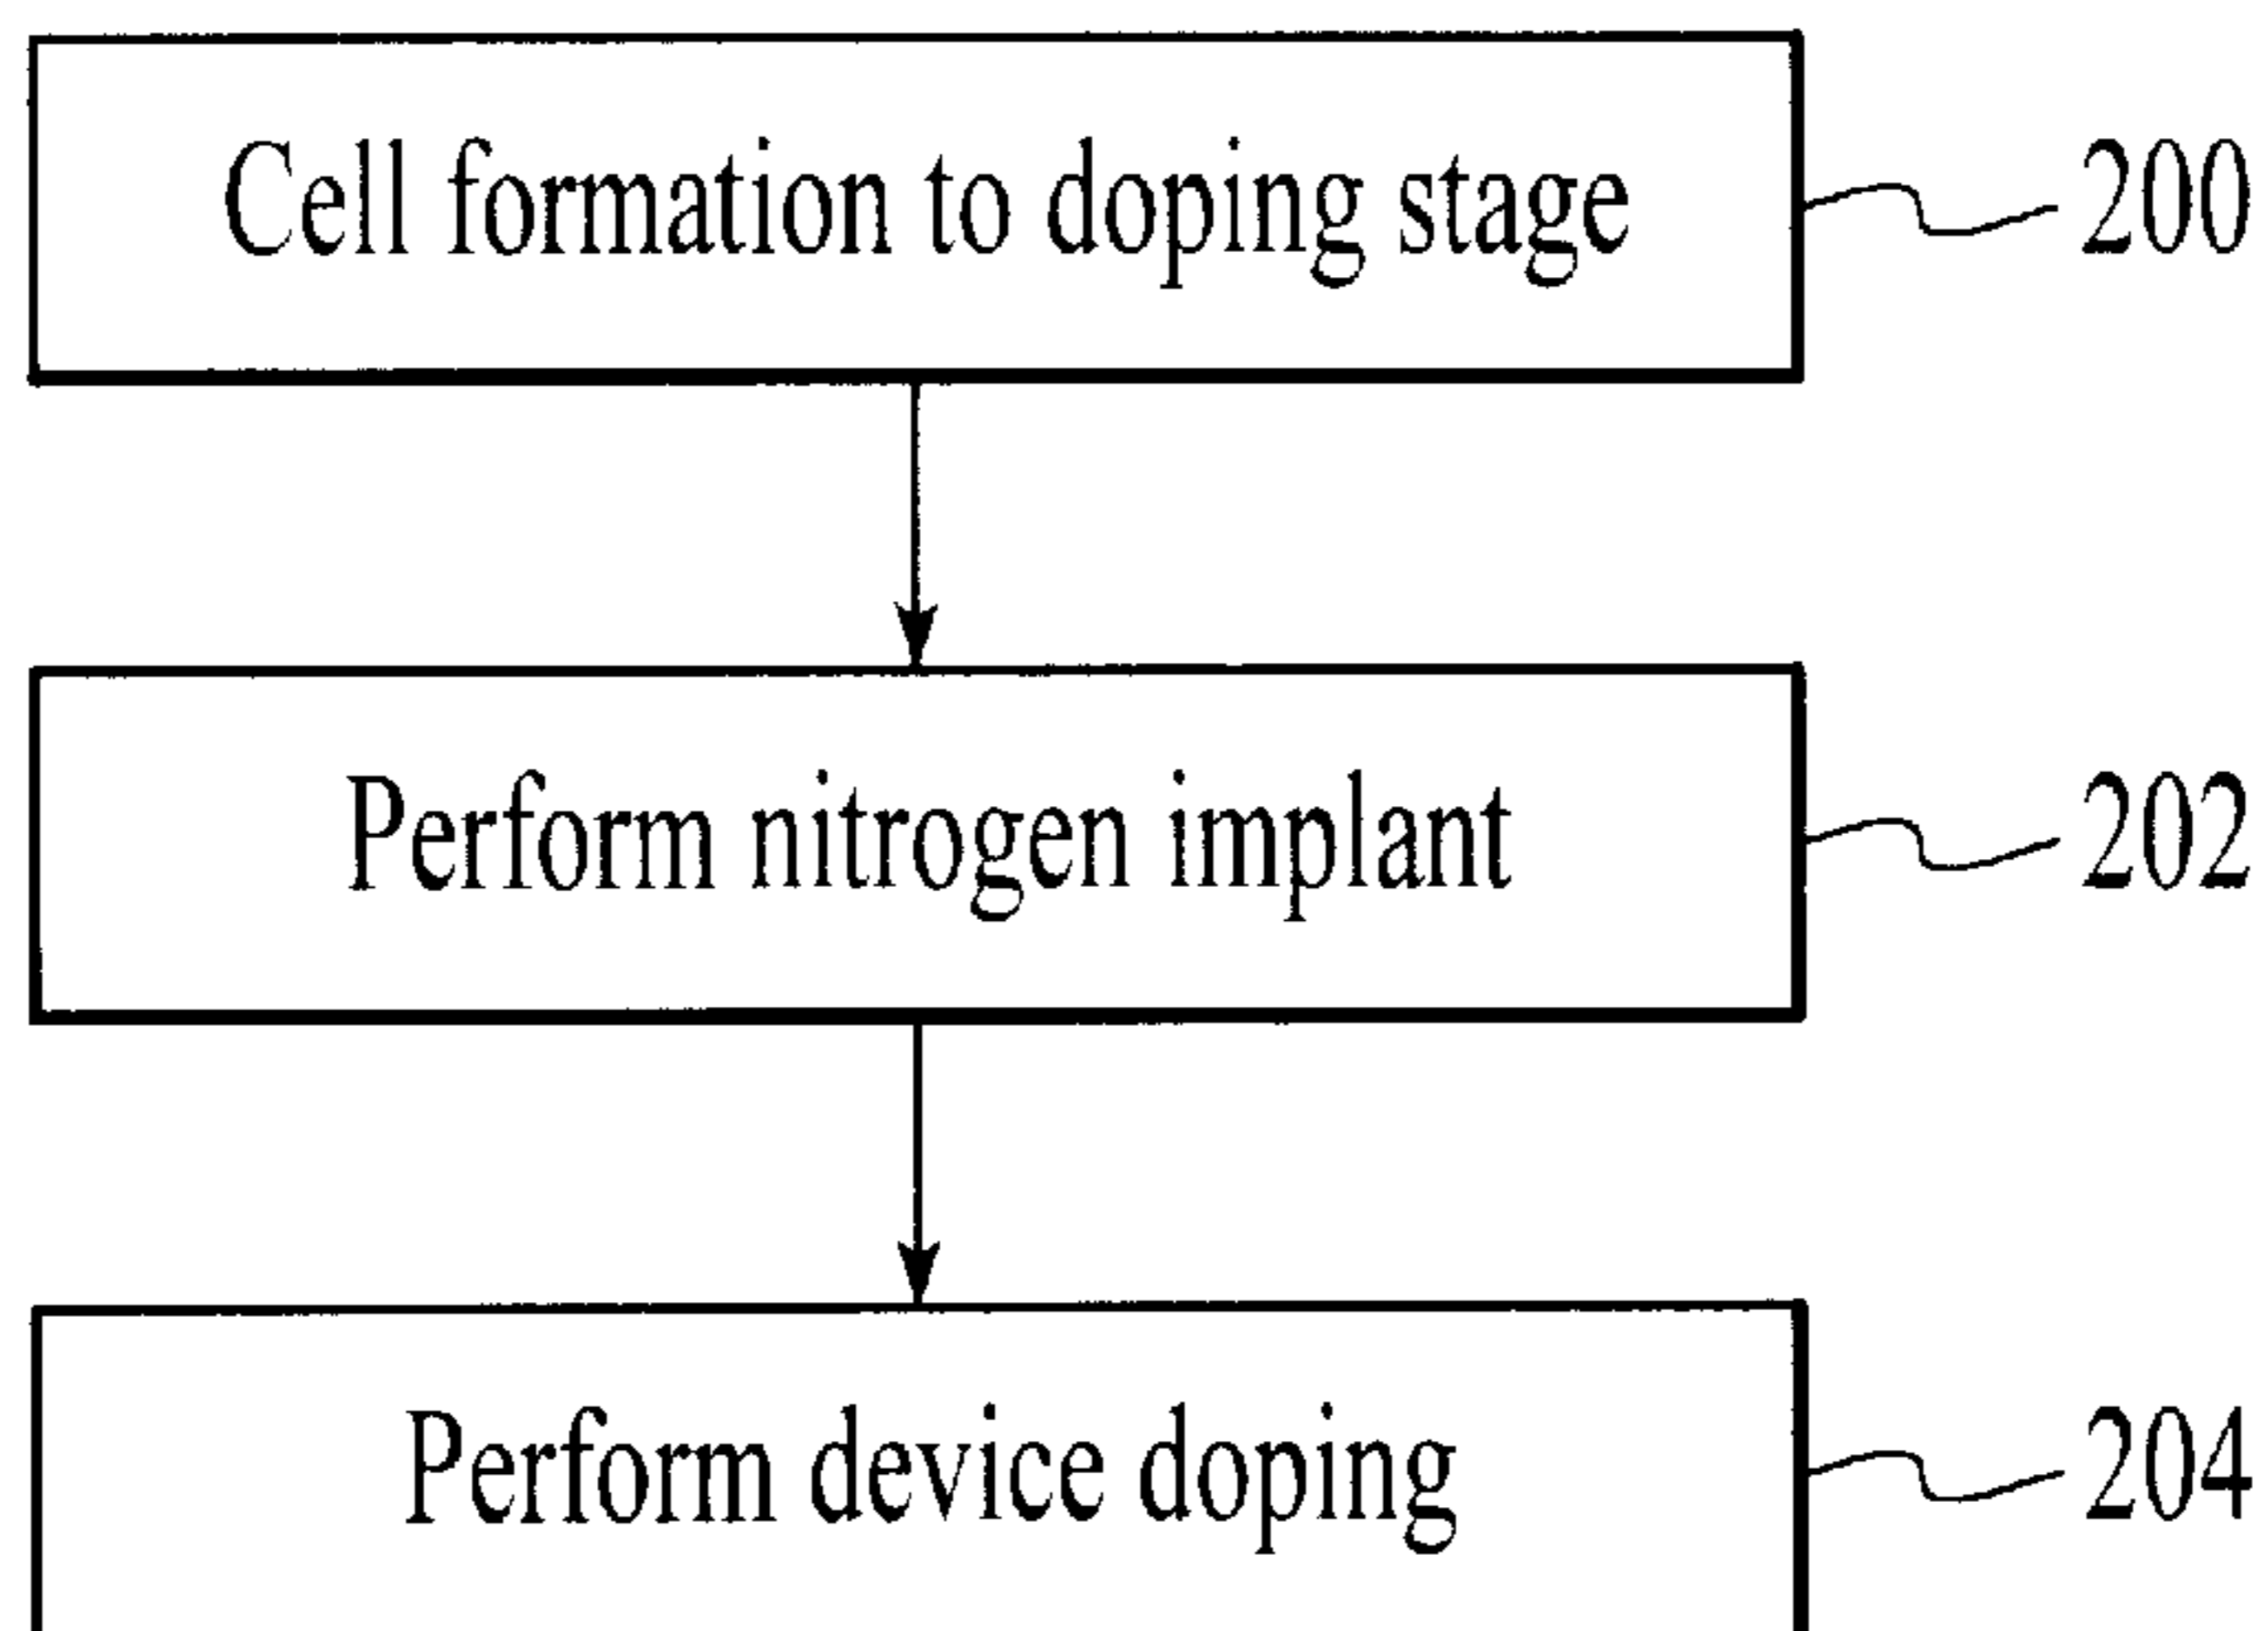 Cell formation to doping stage 200
Perform nitrogen implant 202
Perform device doping 204